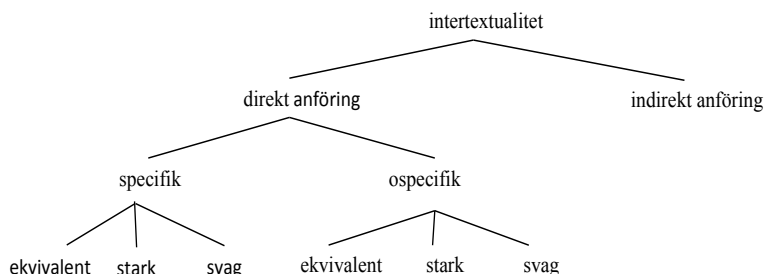 intertextualitet
direkt anföring indirekt anföring
specifik ospecifik
ekvivalent stark svag ekvivalent stark svag